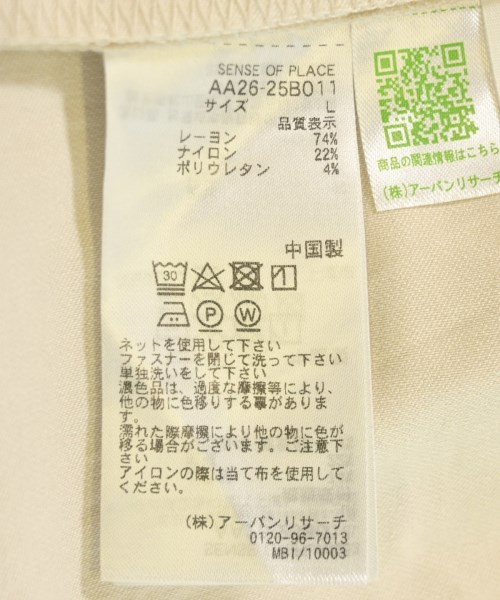 SENSE OF PLACE
AA26-25B011
サイズ L
品質表示
レーヨン 74%
ナイロン 22%
ポリウレタン 4%
中国製
30
P W
ネットを使用して下さい
ファスナーを閉じて洗って下さい
単独洗いをして下さい
濃色品は、過度な摩擦等により、
他の物に色移りする事がありま
す。
濡れた際摩擦により他の物に色が
移る場合がございます。ご注意下
さい
アイロンの際は当て布を使用して
ください。
(株)アーバンリサーチ
0120-96-7013
MBI/10003
商品の関連情報はこちら
(株)アーバンリサーチ